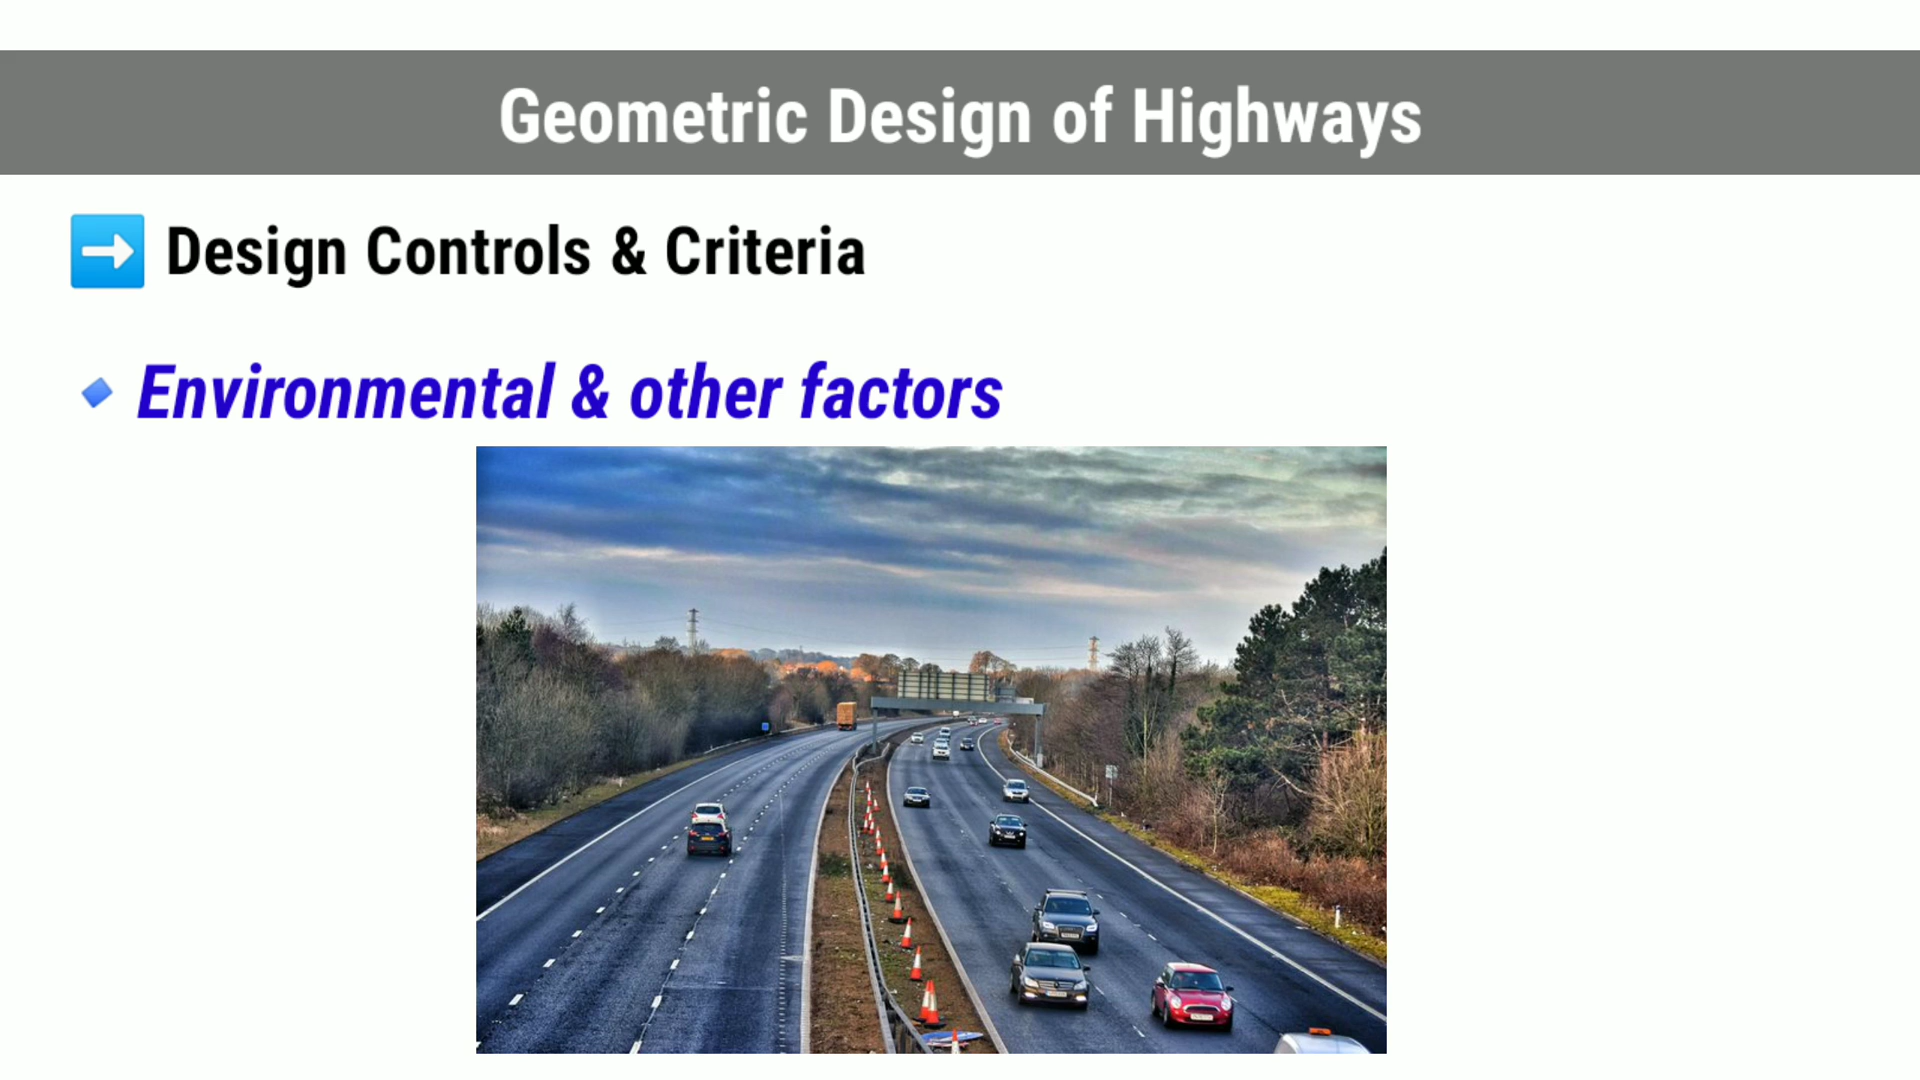 Geometric Design of Highways
Design Controls & Criteria
Environmental & other factors